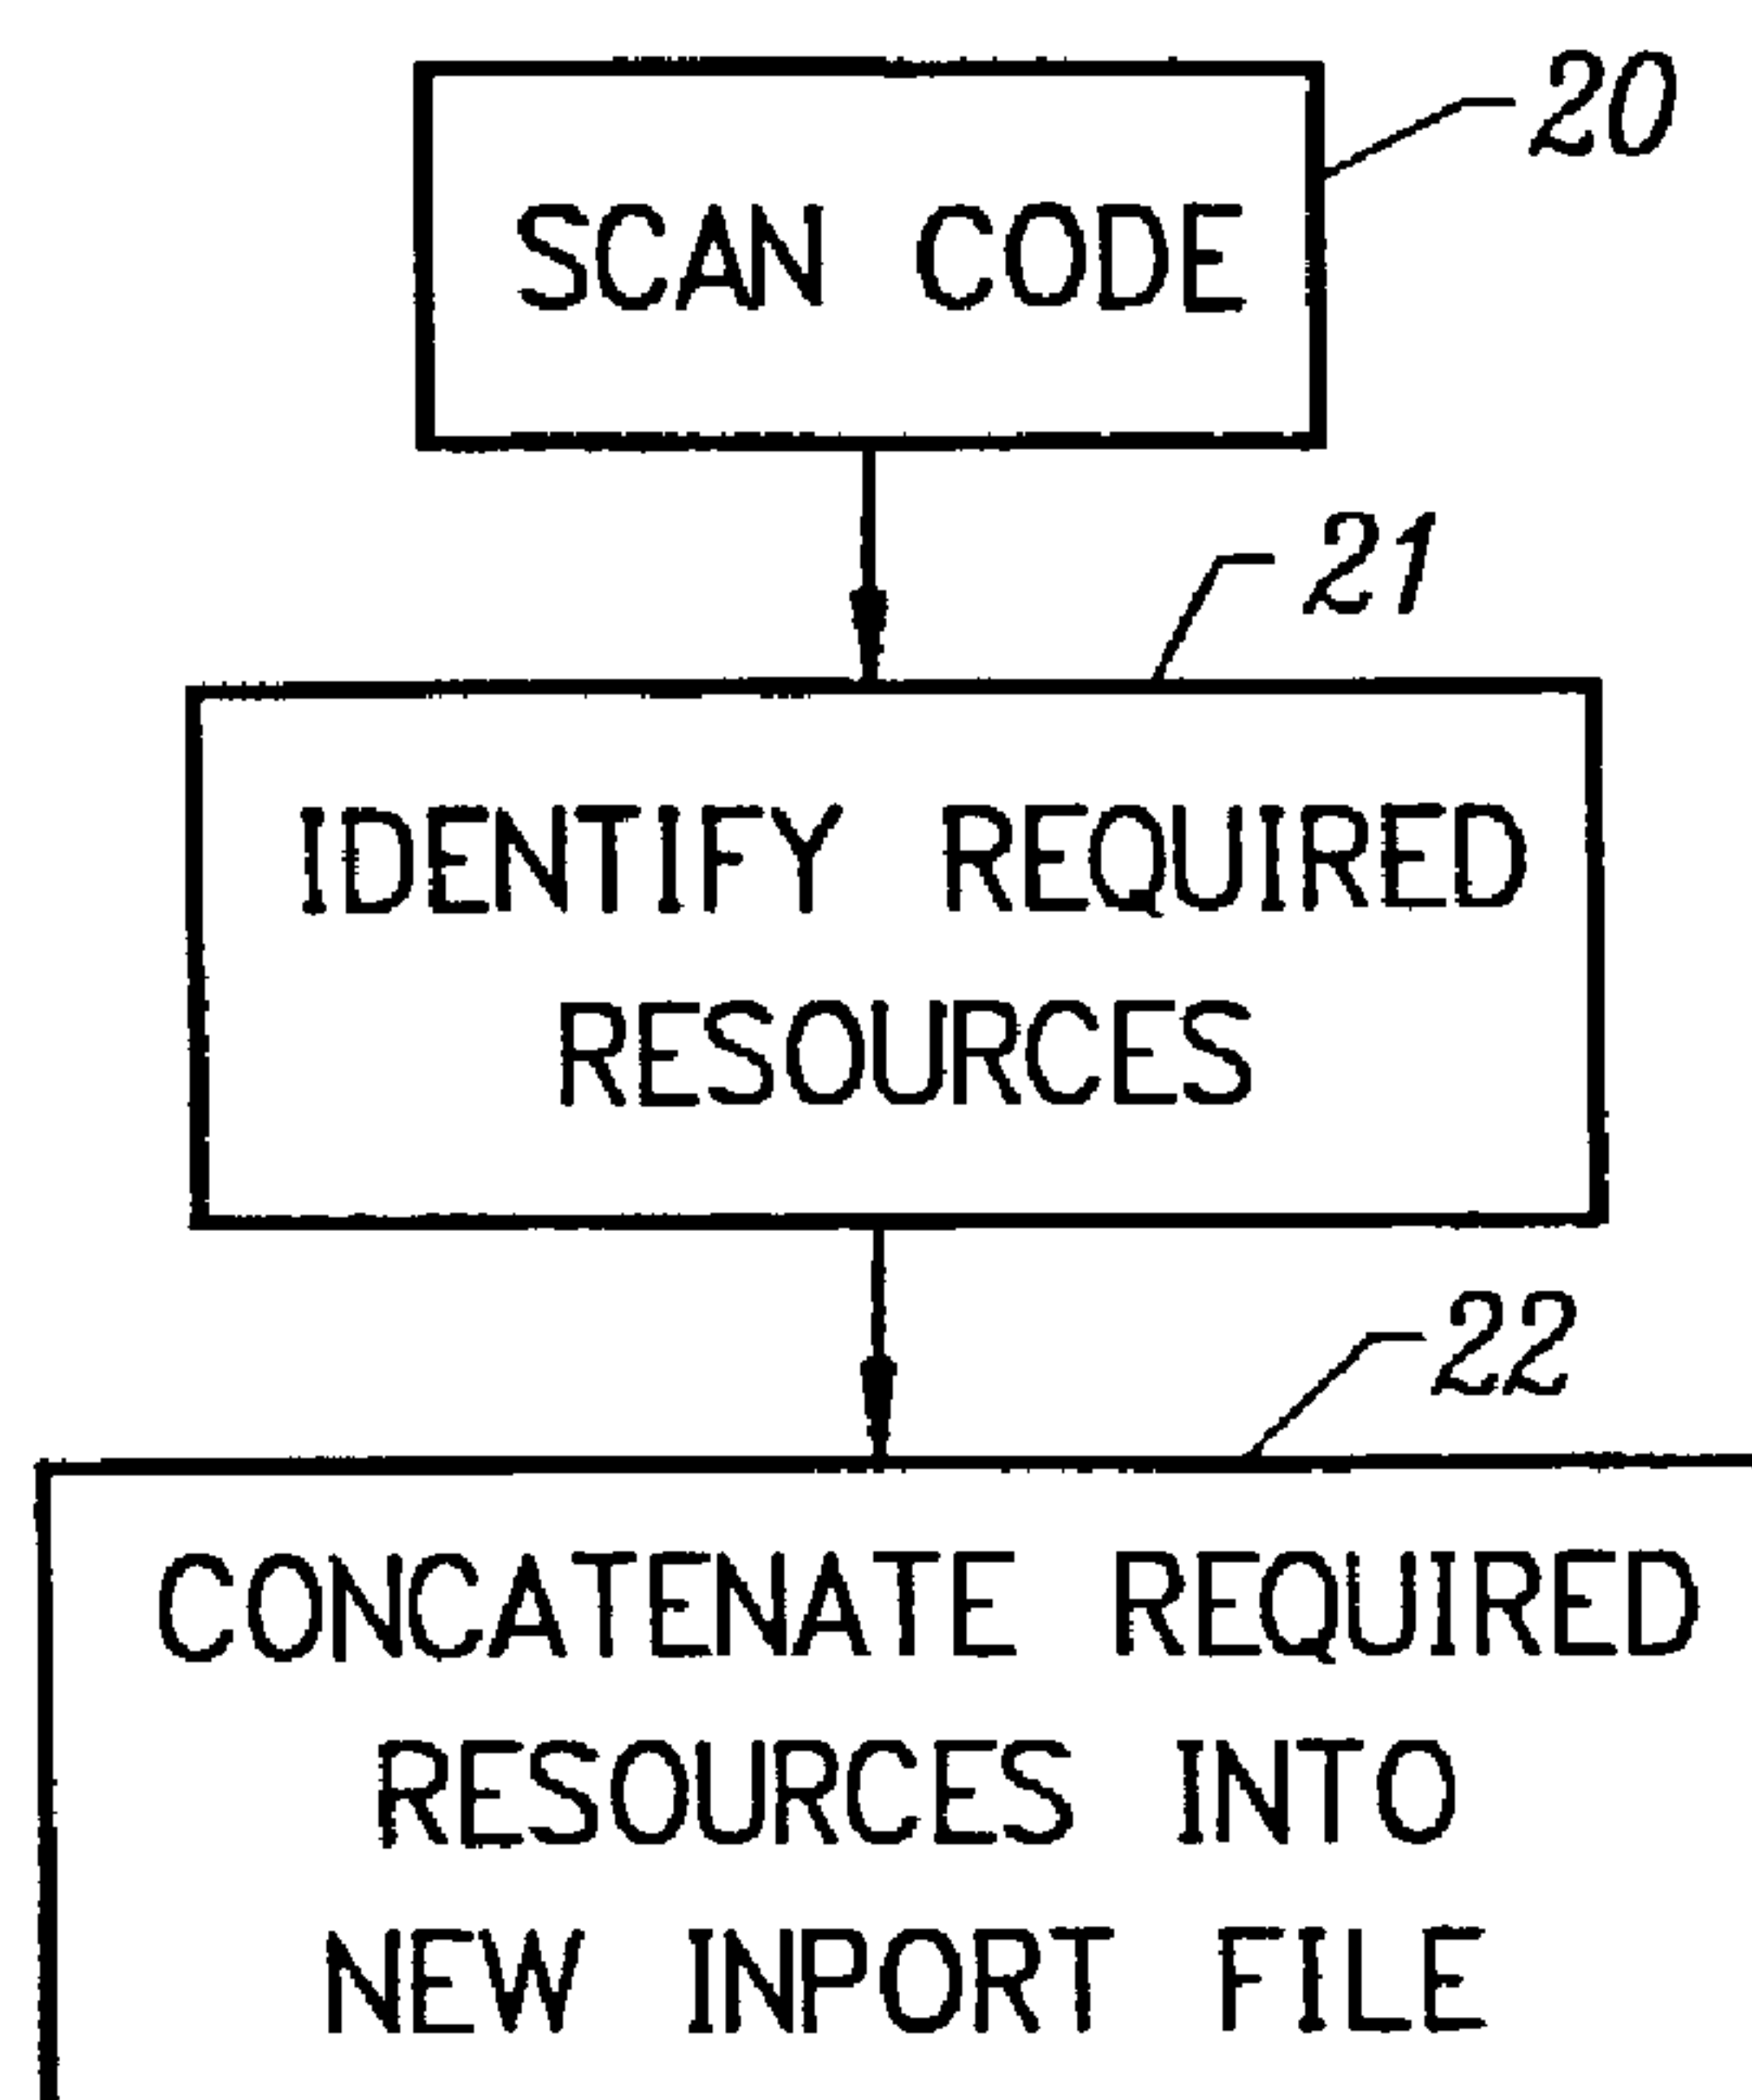 20
SCAN CODE
21
IDENTIFY REQUIRED
RESOURCES
22
CONCATENATE REQUIRED
RESOURCES INTO
NEW INPORT FILE